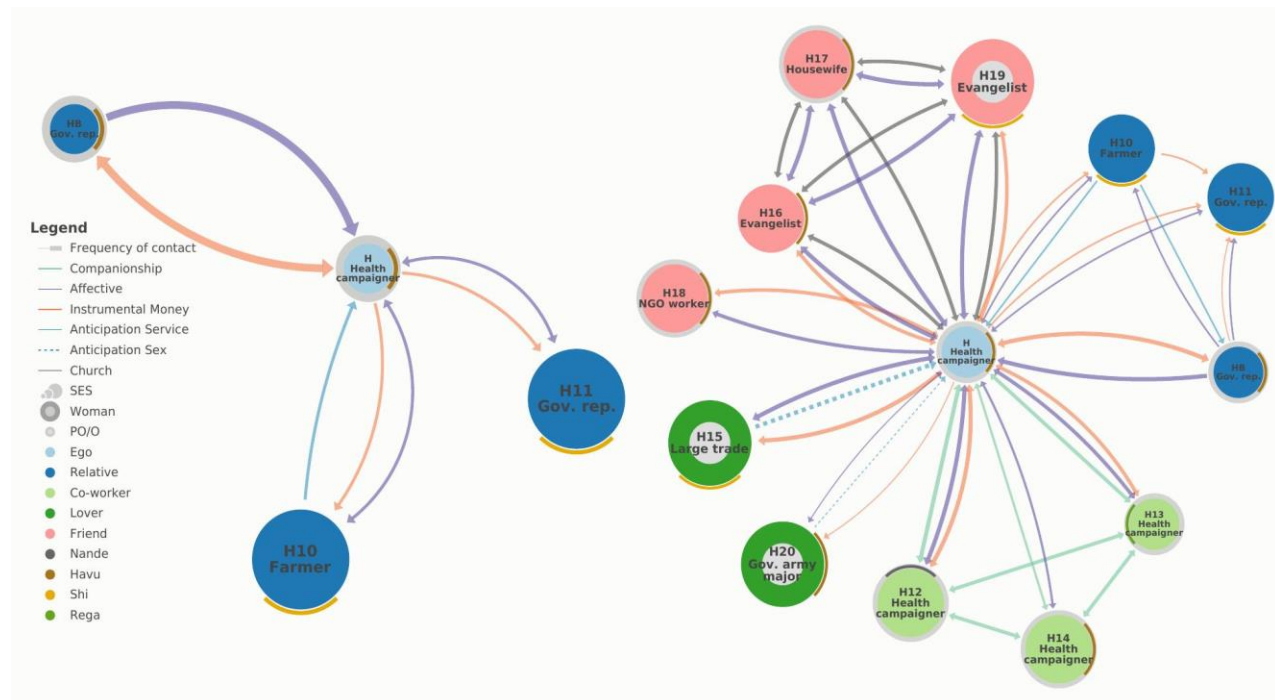 HB
Gov. rep.
H
Health
campaigner
H11
Gov. rep.
H10
Farmer
Legend
Frequency of contact
Companionship
Affective
Instrumental Money
Anticipation Service
Anticipation Sex
Church
SES
Woman
PO/O
Ego
Relative
Co-worker
Lover
Friend
Nande
Havu
Shi
Rega
H17
Housewife
H19
Evangelist
H10
Farmer
H11
Gov. rep.
H16
Evangelist
H18
NGO worker
H
Health
campaigner
HB
Gov. rep.
H15
Large trade
H20
Gov. army
major
H12
Health
campaigner
H13
Health
campaigner
H14
Health
campaigner